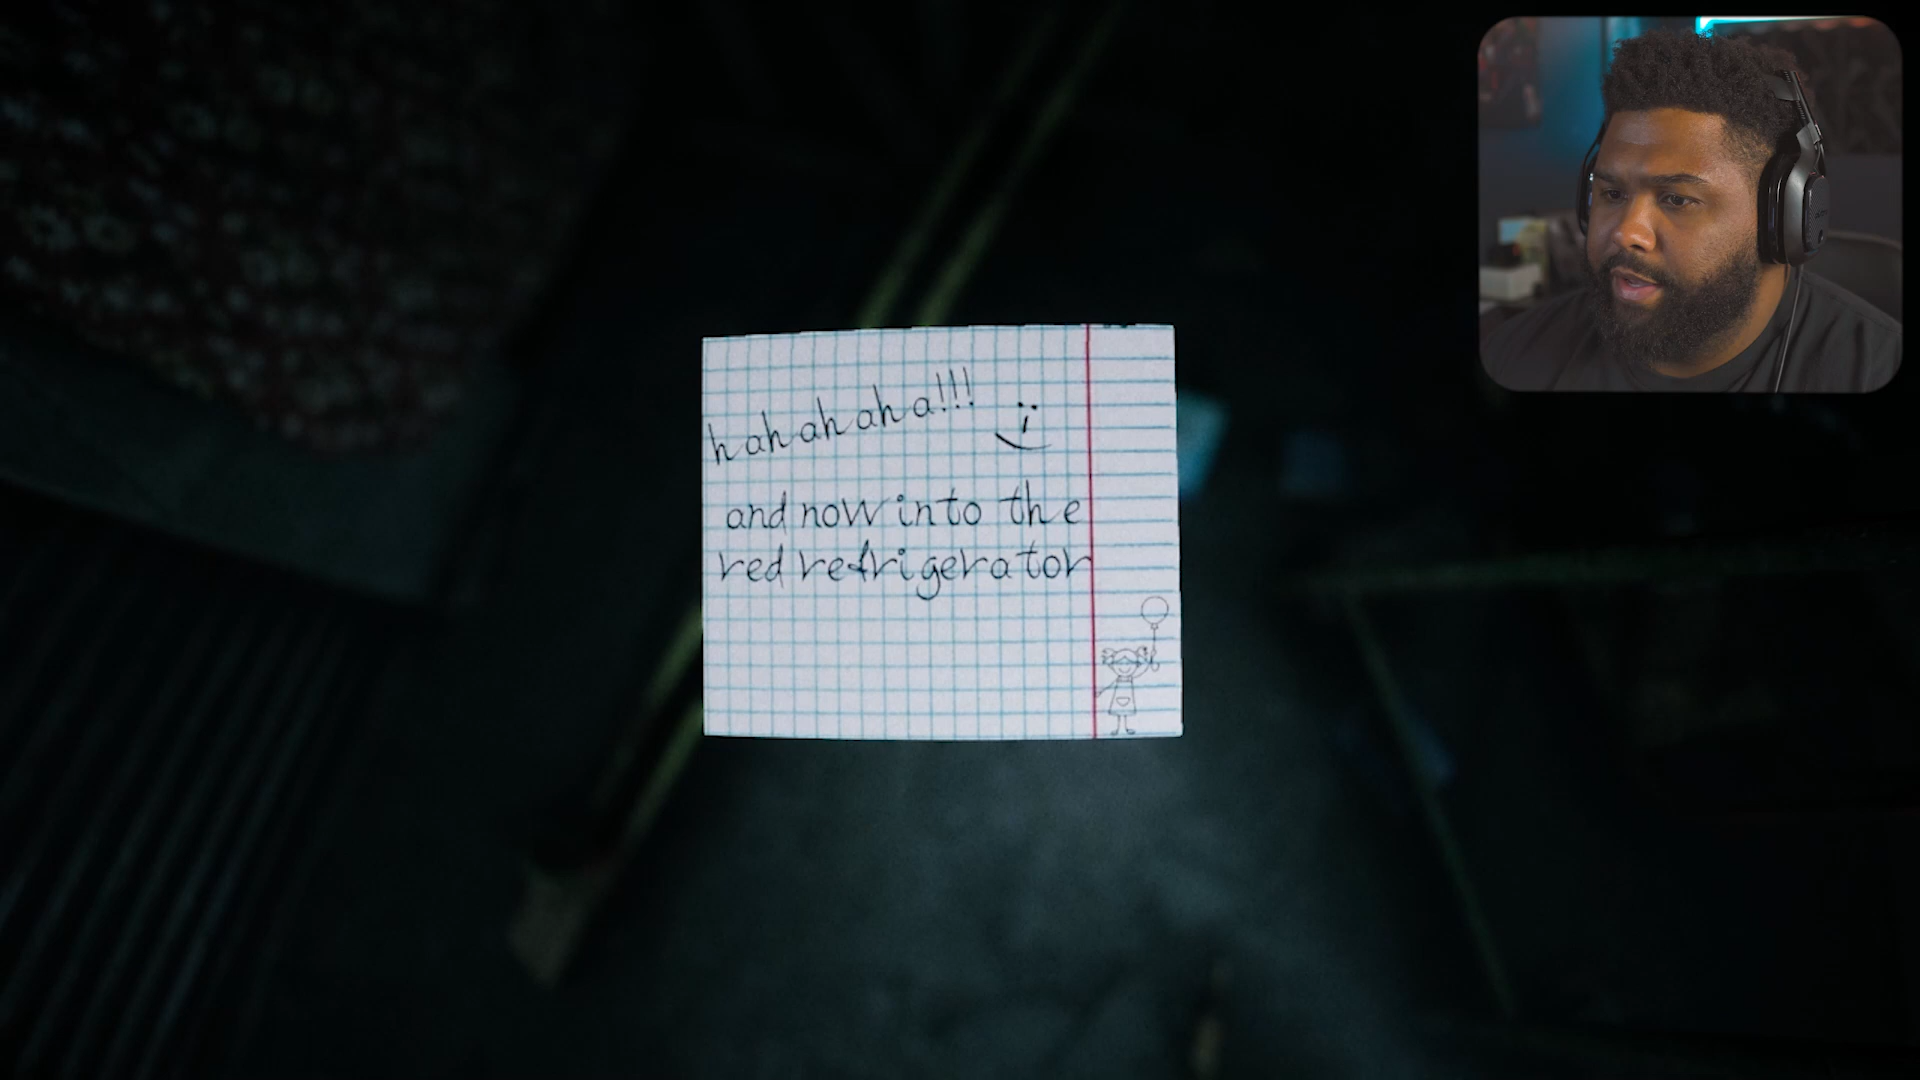 hahahaha!!!
and now into the
red refrigerator